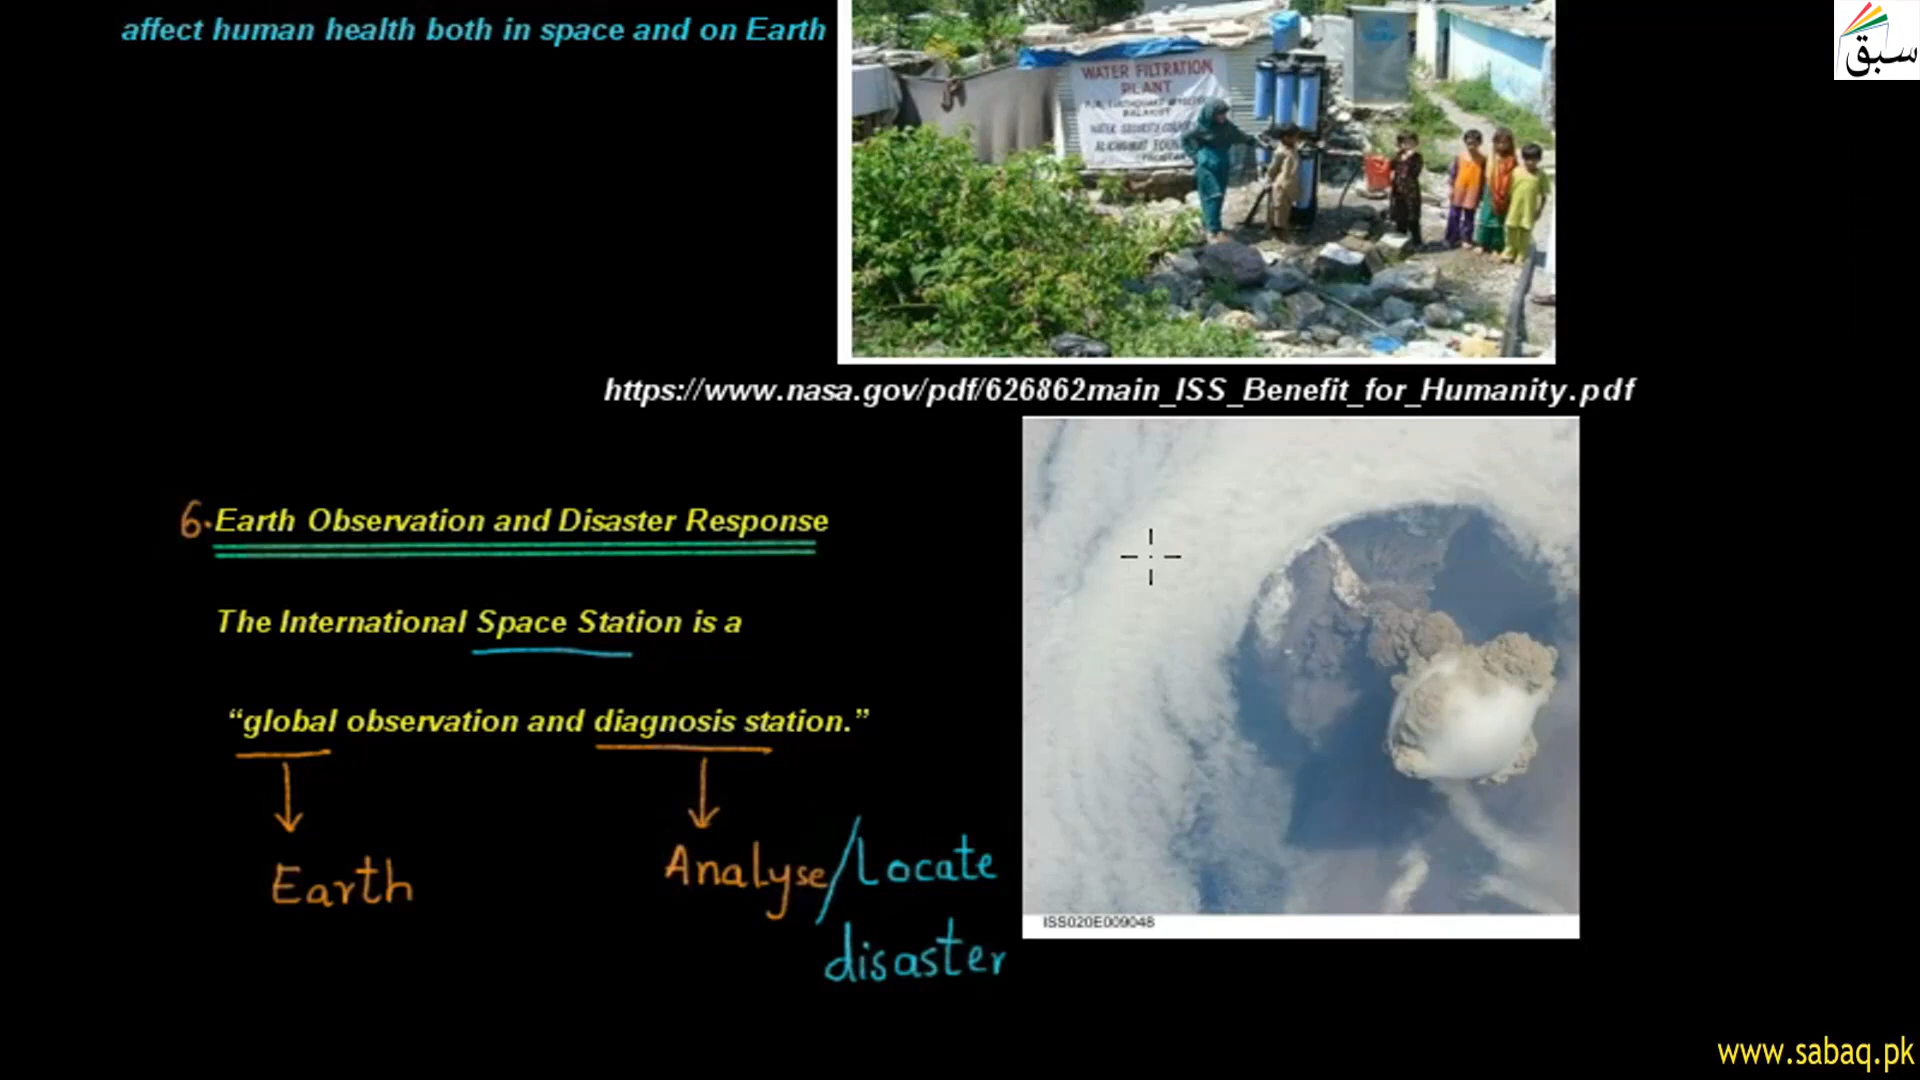 affect human health both in space and on Earth
سبق
WATER FILTRATION
PLANT
BALAKOT
https://www.nasa.gov/pdf/626862main_ISS_Benefit_for_Humanity.pdf
6. Earth Observation and Disaster Response
The International Space Station is a
“global observation and diagnosis station.”
Earth
Analyse/Locate
disaster
ISS020E009048
www.sabaq.pk